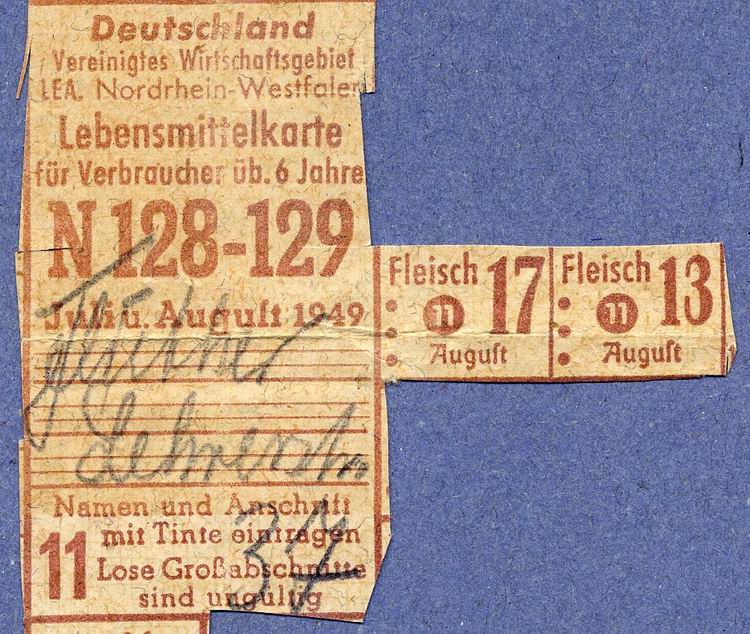 Deutschland
Vereinigtes Wirtschaftsgebiet
LEA. Nordrhein-Westfalen
Lebensmittelkarte
für Verbraucher üb. 6 Jahre
N 128-129
Juli u. August 1949
Namen und Anschrift
mit Tinte eintragen
11
Lose Großabschnitte
sind ungültig
37
Fleisch 17
11
August
Fleisch 13
11
August